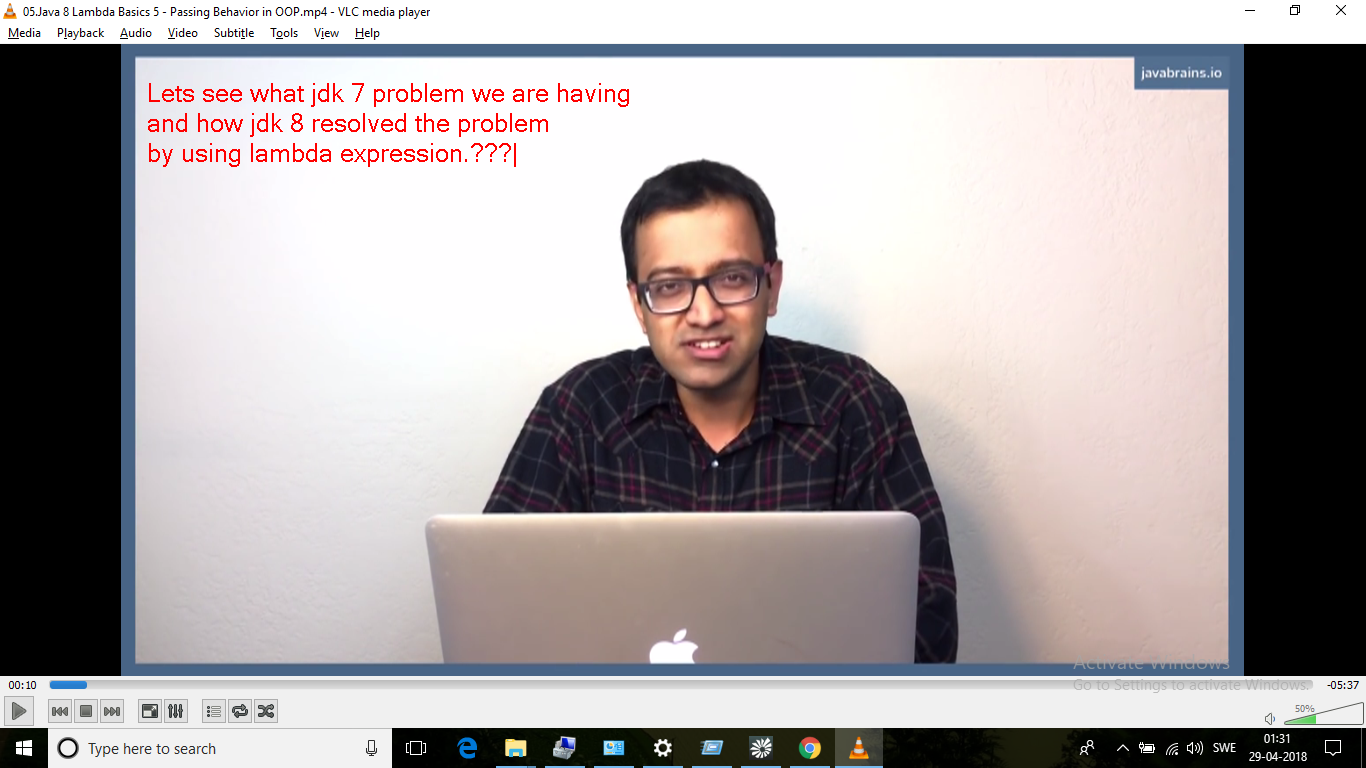 05.Java 8 Lambda Basics 5 - Passing Behavior in OOP.mp4 - VLC media player
Media Playback Audio Video Subtitle Tools View Help
javabrains.io
Lets see what jdk 7 problem we are having
and how jdk 8 resolved the problem
by using lambda expression.???|
Activate Windows
Go to Settings to activate Windows.
00:10 -05:37
50%
Type here to search
SWE
01:31
29-04-2018